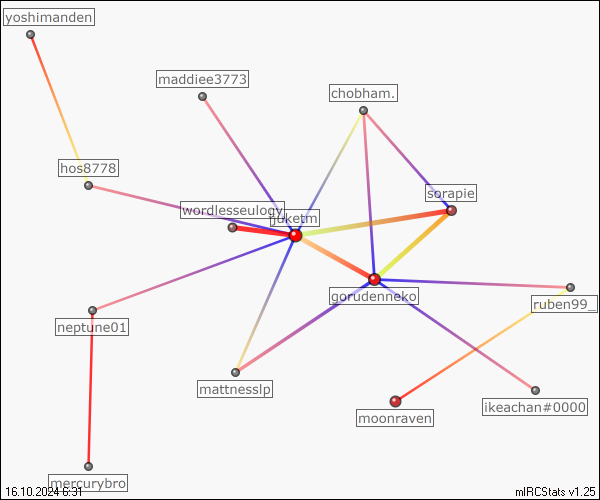 yoshimanden
maddiee3773
chobham.
hos8778
sorapie
wordlesseulogy
juketm
gorudenneko
ruben99_
neptune01
mattnesslp
ikeachan#0000
moonraven
mercurybro
16.10.2024 6:31
mIRCStats v1.25